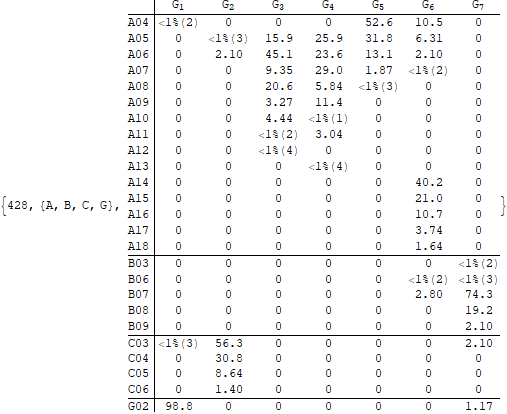 G1 G2 G3 G4 G5 G6 G7
A04 <1%(2) 0 0 0 52.6 10.5 0
A05 0 <1%(3) 15.9 25.9 31.8 6.31 0
A06 0 2.10 45.1 23.6 13.1 2.10 0
A07 0 0 9.35 29.0 1.87 <1%(2) 0
A08 0 0 20.6 5.84 <1%(3) 0 0
A09 0 0 3.27 11.4 0 0 0
A10 0 0 4.44 <1%(1) 0 0 0
A11 0 0 <1%(2) 3.04 0 0 0
A12 0 0 <1%(4) 0 0 0 0
A13 0 0 0 <1%(4) 0 0 0
A14 0 0 0 0 0 40.2 0
{428, {A, B, C, G}, A15 0 0 0 0 0 21.0 0 }
A16 0 0 0 0 0 10.7 0
A17 0 0 0 0 0 3.74 0
A18 0 0 0 0 0 1.64 0
B03 0 0 0 0 0 0 <1%(2)
B06 0 0 0 0 0 <1%(2) <1%(3)
B07 0 0 0 0 0 2.80 74.3
B08 0 0 0 0 0 0 19.2
B09 0 0 0 0 0 0 2.10
C03 <1%(3) 56.3 0 0 0 0 2.10
C04 0 30.8 0 0 0 0 0
C05 0 8.64 0 0 0 0 0
C06 0 1.40 0 0 0 0 0
G02 98.8 0 0 0 0 0 1.17